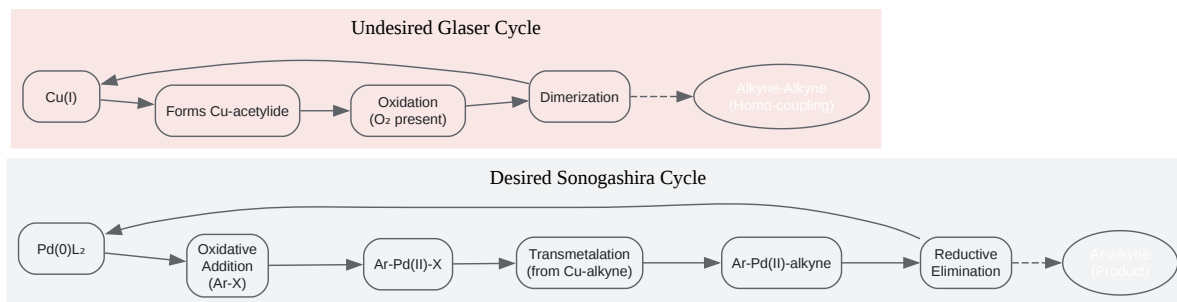 Undesired Glaser Cycle
Cu(I)
Forms Cu-acetylide
Oxidation
(O₂ present)
Dimerization
Alkyne-Alkyne
(Homo-coupling)
Desired Sonogashira Cycle
Pd(0)L₂
Oxidative
Addition
(Ar-X)
Ar-Pd(II)-X
Transmetalation
(from Cu-alkyne)
Ar-Pd(II)-alkyne
Reductive
Elimination
Ar-alkyne
(Product)